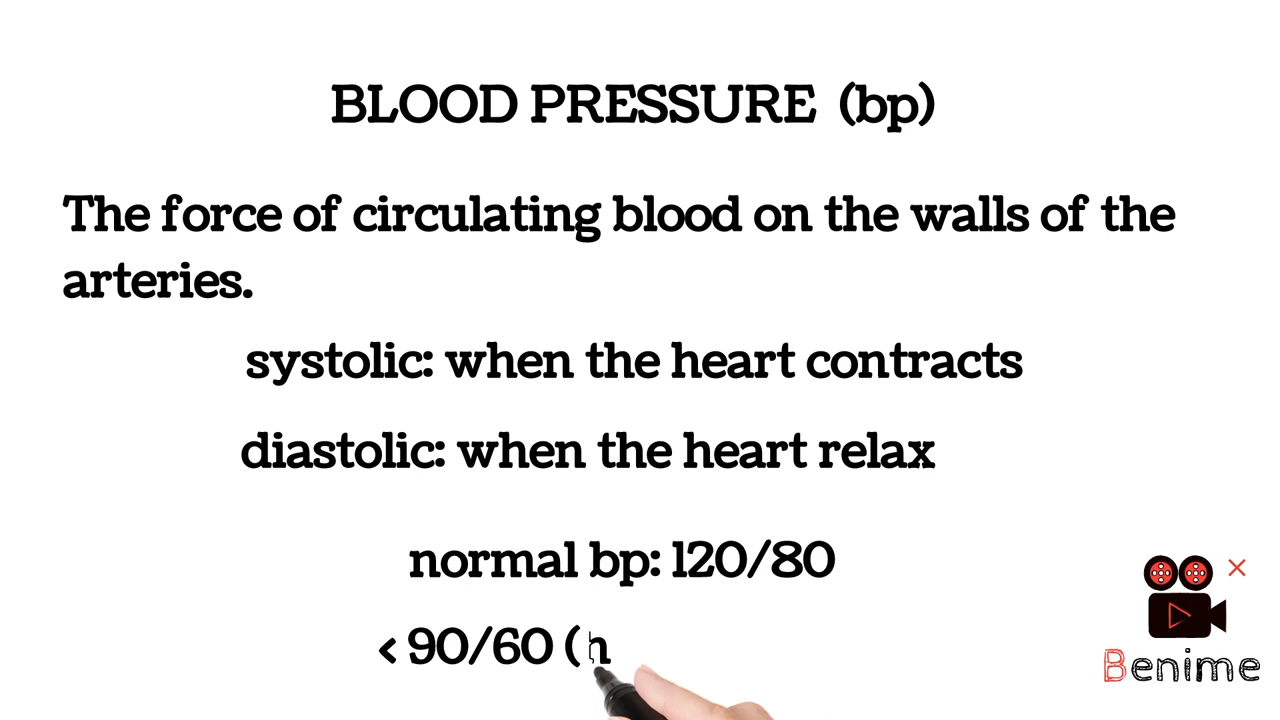 BLOOD PRESSURE (bp)
The force of circulating blood on the walls of the
arteries.
systolic: when the heart contracts
diastolic: when the heart relax
normal bp: 120/80
< 90/60 (h
Benime